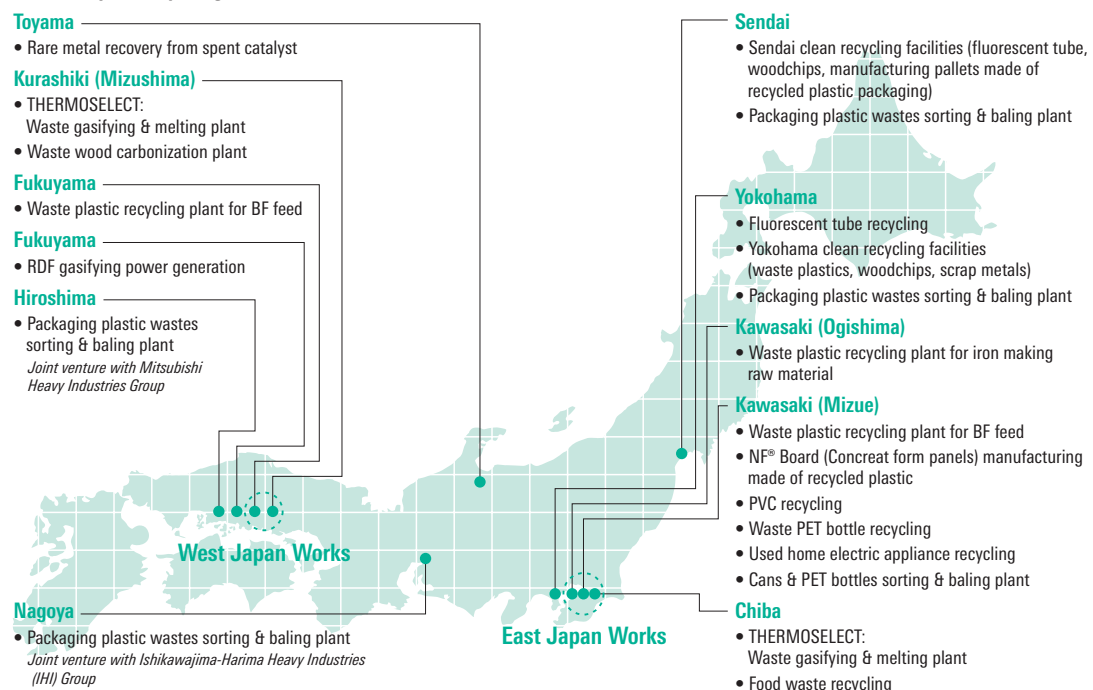 Toyama
• Rare metal recovery from spent catalyst
Kurashiki (Mizushima)
• THERMOSELECT:
Waste gasifying & melting plant
• Waste wood carbonization plant
Fukuyama
• Waste plastic recycling plant for BF feed
Fukuyama
• RDF gasifying power generation
Hiroshima
• Packaging plastic wastes
sorting & baling plant
Joint venture with Mitsubishi
Heavy Industries Group
West Japan Works
Nagoya
• Packaging plastic wastes sorting & baling plant
Joint venture with Ishikawajima-Harima Heavy Industries
(IHI) Group
East Japan Works
Sendai
• Sendai clean recycling facilities (fluorescent tube,
woodchips, manufacturing pallets made of
recycled plastic packaging)
• Packaging plastic wastes sorting & baling plant
Yokohama
• Fluorescent tube recycling
• Yokohama clean recycling facilities
(waste plastics, woodchips, scrap metals)
• Packaging plastic wastes sorting & baling plant
Kawasaki (Ogishima)
• Waste plastic recycling plant for iron making
raw material
Kawasaki (Mizue)
• Waste plastic recycling plant for BF feed
• NF® Board (Concreat form panels) manufacturing
made of recycled plastic
• PVC recycling
• Waste PET bottle recycling
• Used home electric appliance recycling
• Cans & PET bottles sorting & baling plant
Chiba
• THERMOSELECT:
Waste gasifying & melting plant
• Food waste recycling